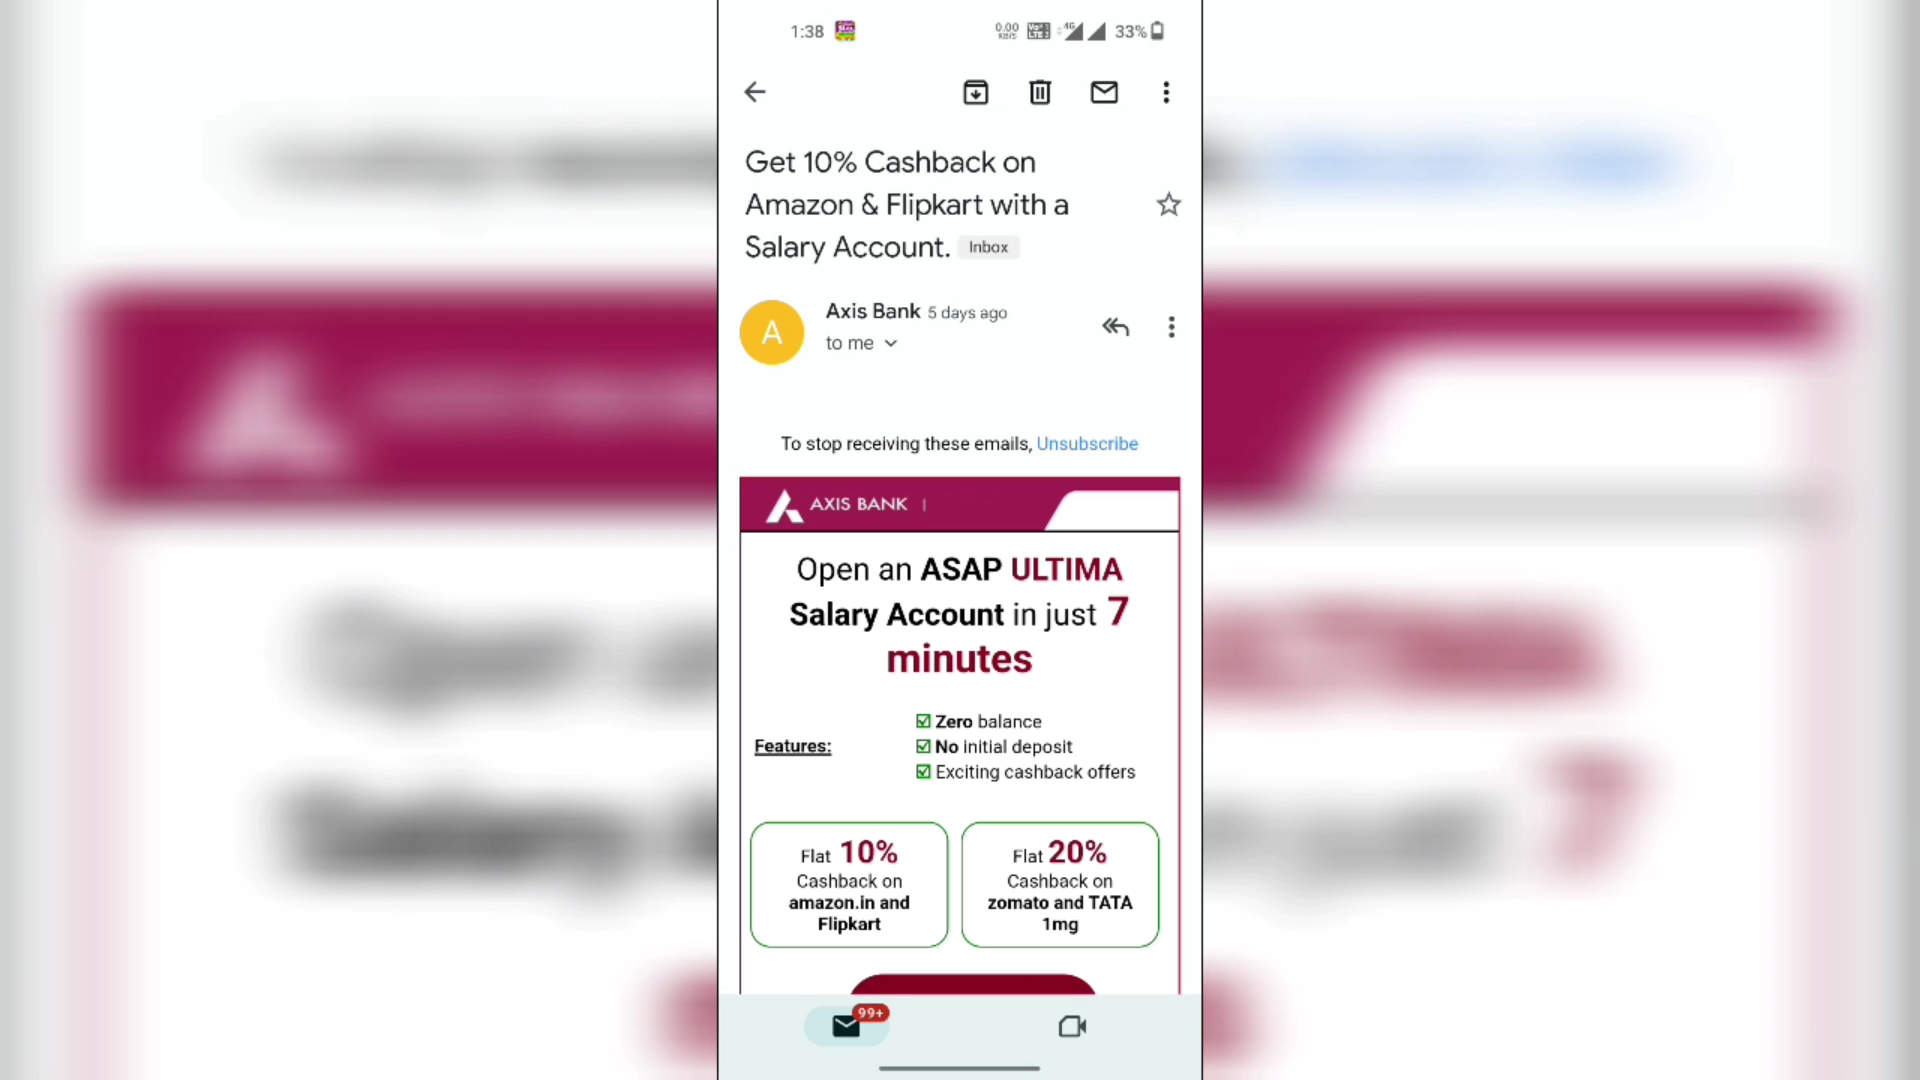 1:38 0.00 KB/S Vo LTE 4G 33%
Get 10% Cashback on
Amazon & Flipkart with a
Salary Account. Inbox
A
Axis Bank 5 days ago
to me
To stop receiving these emails, Unsubscribe
AXIS BANK |
Open an ASAP ULTIMA
Salary Account in just 7
minutes
Features:
Zero balance
No initial deposit
Exciting cashback offers
Flat 10%
Cashback on
amazon.in and
Flipkart
Flat 20%
Cashback on
zomato and TATA
1mg
99+